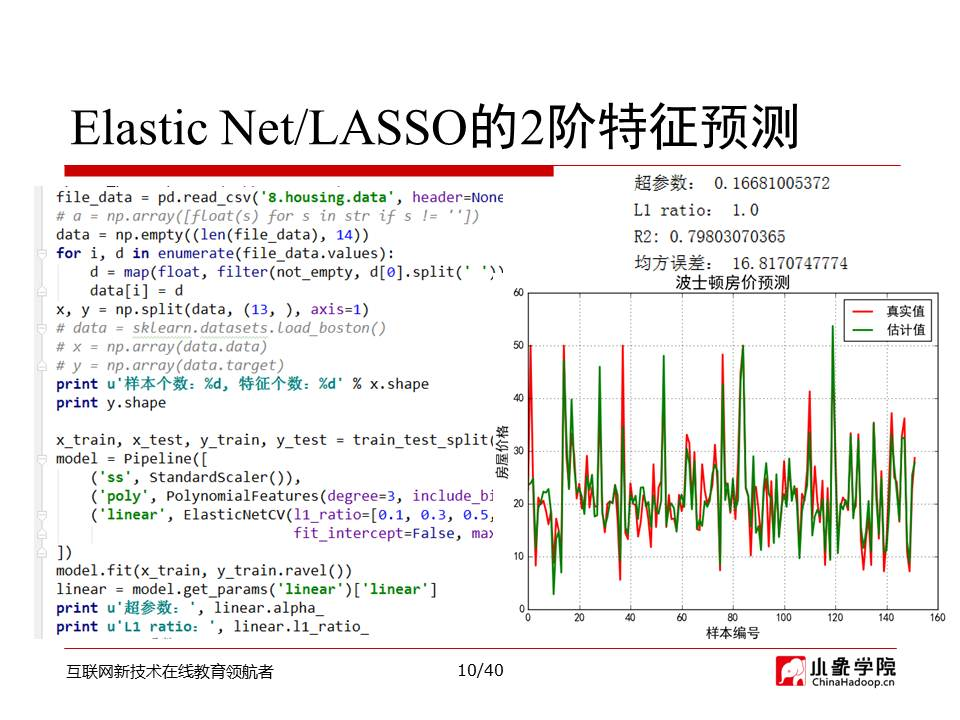 Elastic Net/LASSO的2阶特征预测
file_data = pd.read_csv('8.housing.data', header=None
# a = np.array([float(s) for s in str if s != ''])
data = np.empty((len(file_data), 14))
for i, d in enumerate(file_data.values):
d = map(float, filter(not_empty, d[0].split(' '))
data[i] = d
x, y = np.split(data, (13, ), axis=1)
# data = sklearn.datasets.load_boston()
# x = np.array(data.data)
# y = np.array(data.target)
print u'样本个数：%d, 特征个数：%d' % x.shape
print y.shape
x_train, x_test, y_train, y_test = train_test_split(
model = Pipeline([
('ss', StandardScaler()),
('poly', PolynomialFeatures(degree=3, include_bi
('linear', ElasticNetCV(l1_ratio=[0.1, 0.3, 0.5,
fit_intercept=False, max
])
model.fit(x_train, y_train.ravel())
linear = model.get_params('linear')['linear']
print u'超参数：', linear.alpha_
print u'L1 ratio：', linear.l1_ratio_
超参数： 0.16681005372
L1 ratio： 1.0
R2: 0.79803070365
均方误差： 16.8170747774
波士顿房价预测
真实值
估计值
房屋价格
60
50
40
30
20
10
0
0 20 40 60 80 100 120 140 160
样本编号
互联网新技术在线教育领航者
10/40
小象学院
ChinaHadoop.cn